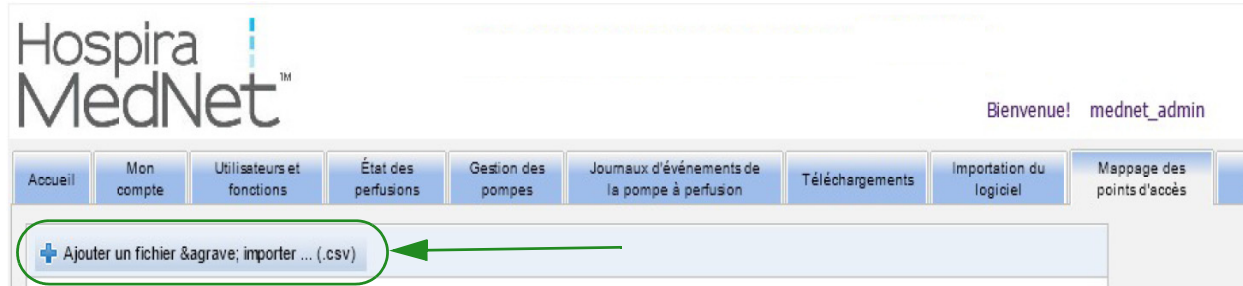 Hospira
MedNet™
Bienvenue! mednet_admin
Accueil
Mon
compte
Utilisateurs et
fonctions
État des
perfusions
Gestion des
pompes
Journaux d'événements de
la pompe à perfusion
Téléchargements
Importation du
logiciel
Mappage des
points d'accès
Ajouter un fichier &agrave; importer ... (.csv)